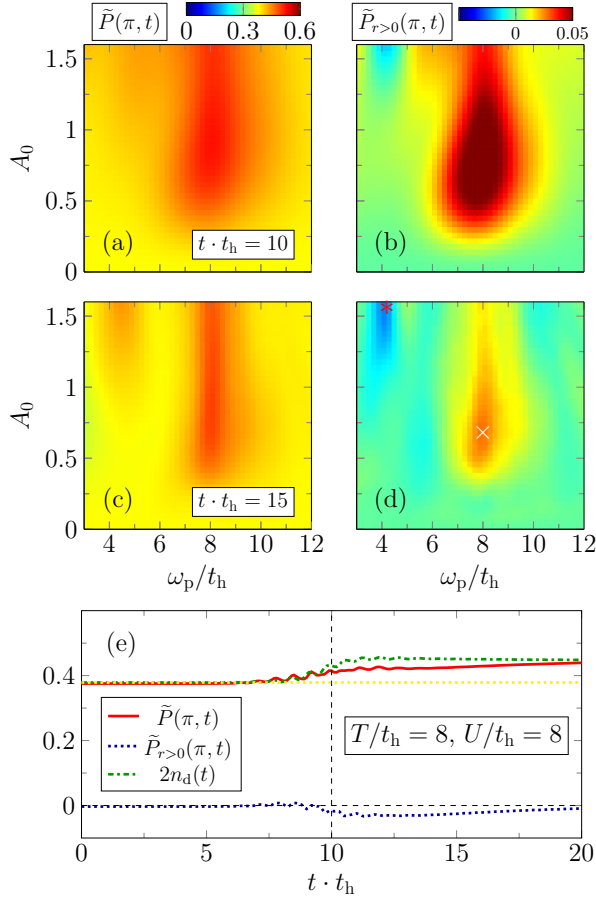 P̃(π, t)
0 0.3 0.6
P̃r>0(π, t)
0 0.05
A0
1.5
1
0.5
0
(a)
t · th = 10
(b)
A0
1.5
1
0.5
0
(c)
t · th = 15
(d)
4 6 8 10 12
4 6 8 10 12
ωp/th
ωp/th
(e)
0.4
0.2
0
P̃(π, t)
P̃r>0(π, t)
2nd(t)
T/th = 8, U/th = 8
0 5 10 15 20
t · th